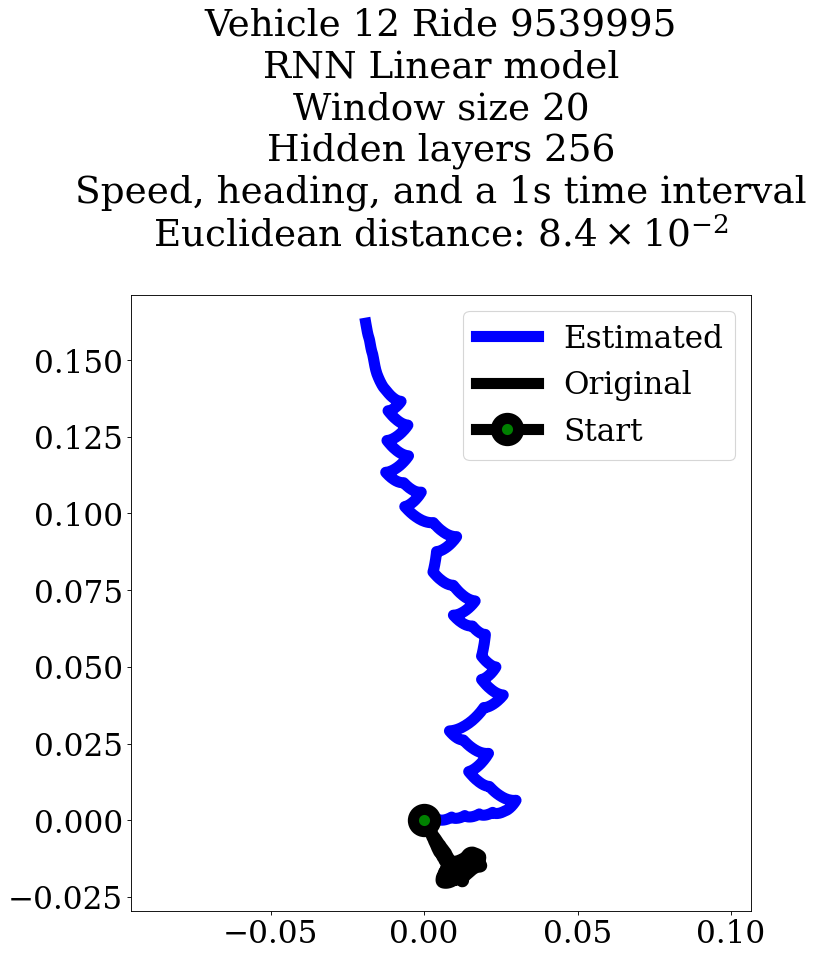 Vehicle 12 Ride 9539995
RNN Linear model
Window size 20
Hidden layers 256
Speed, heading, and a 1s time interval
Euclidean distance: 8.4 × 10⁻²
Estimated
Original
Start
0.150
0.125
0.100
0.075
0.050
0.025
0.000
−0.025
−0.05 0.00 0.05 0.10